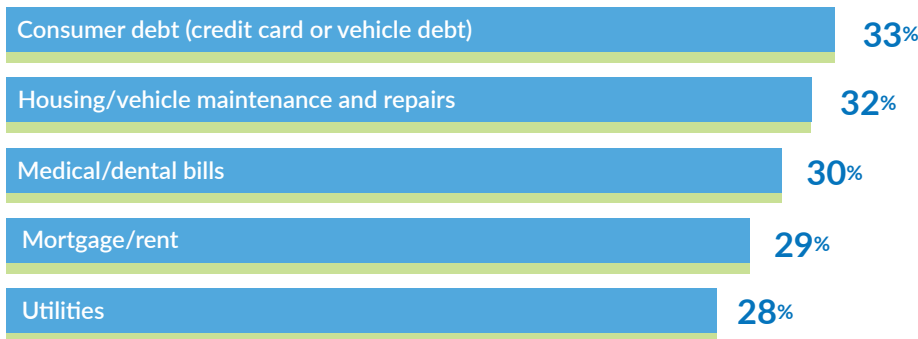 Consumer debt (credit card or vehicle debt) 33%
Housing/vehicle maintenance and repairs 32%
Medical/dental bills 30%
Mortgage/rent 29%
Utilities 28%